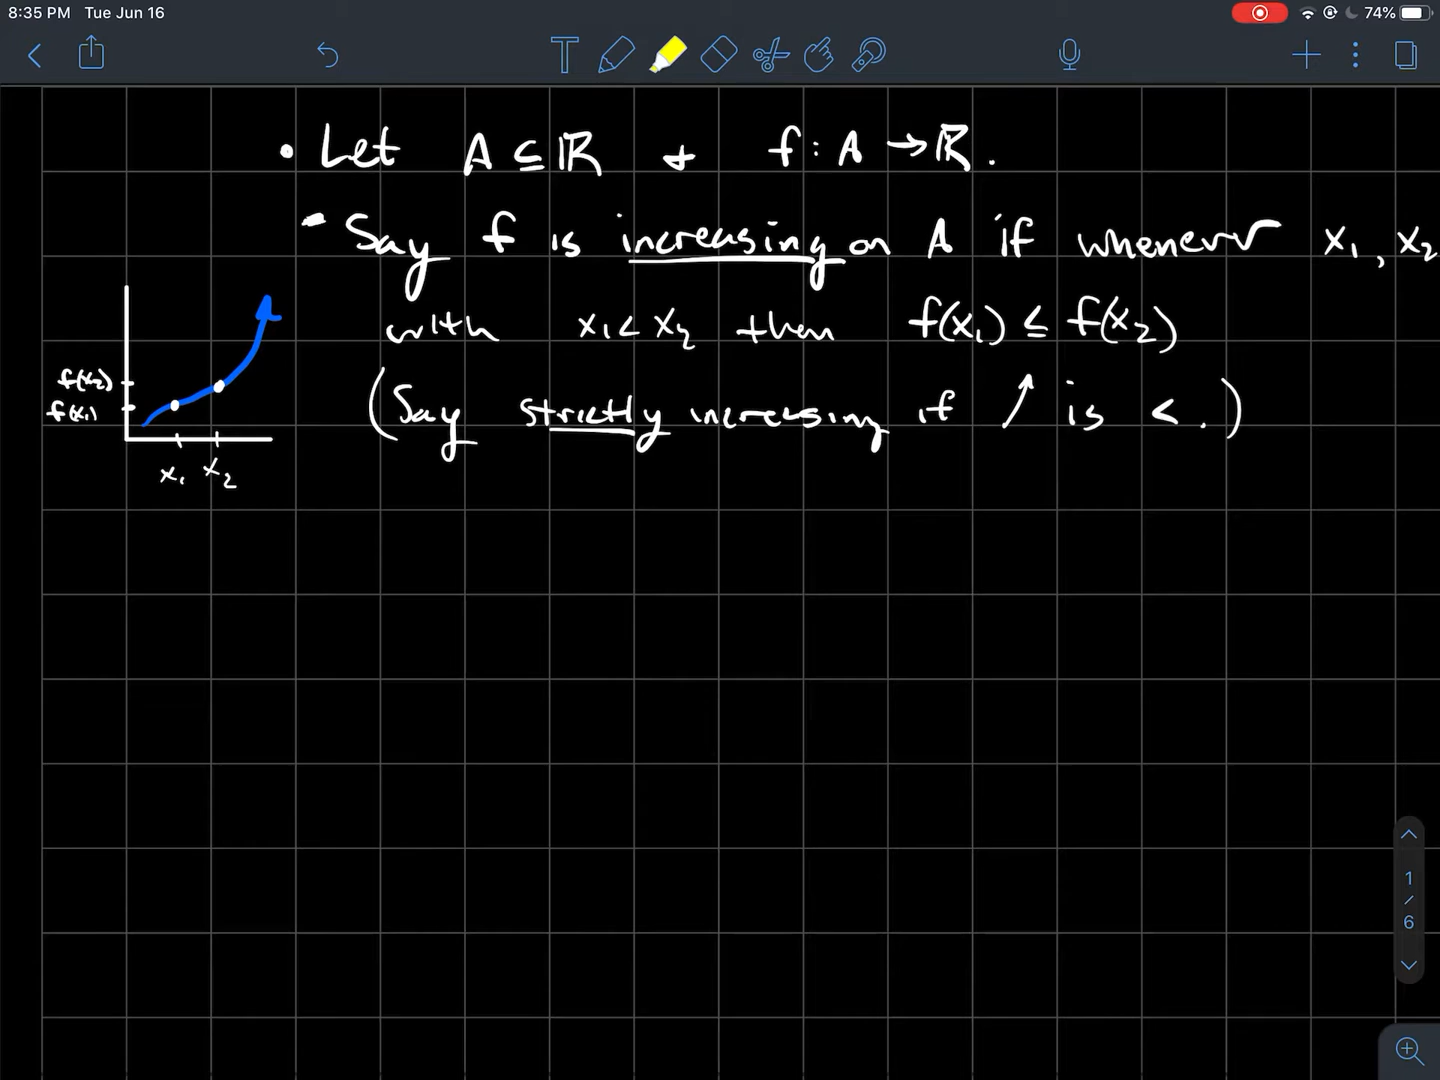 8:35 PM Tue Jun 16
74%
• Let A ⊆ ℝ + f: A → ℝ.
- Say f is increasing on A if whenever x₁, x₂
with x₁ < x₂ then f(x₁) ≤ f(x₂)
(Say strictly increasing if ↗ is < .)
f(x₂)
f(x₁)
x₁ x₂
1
/
6